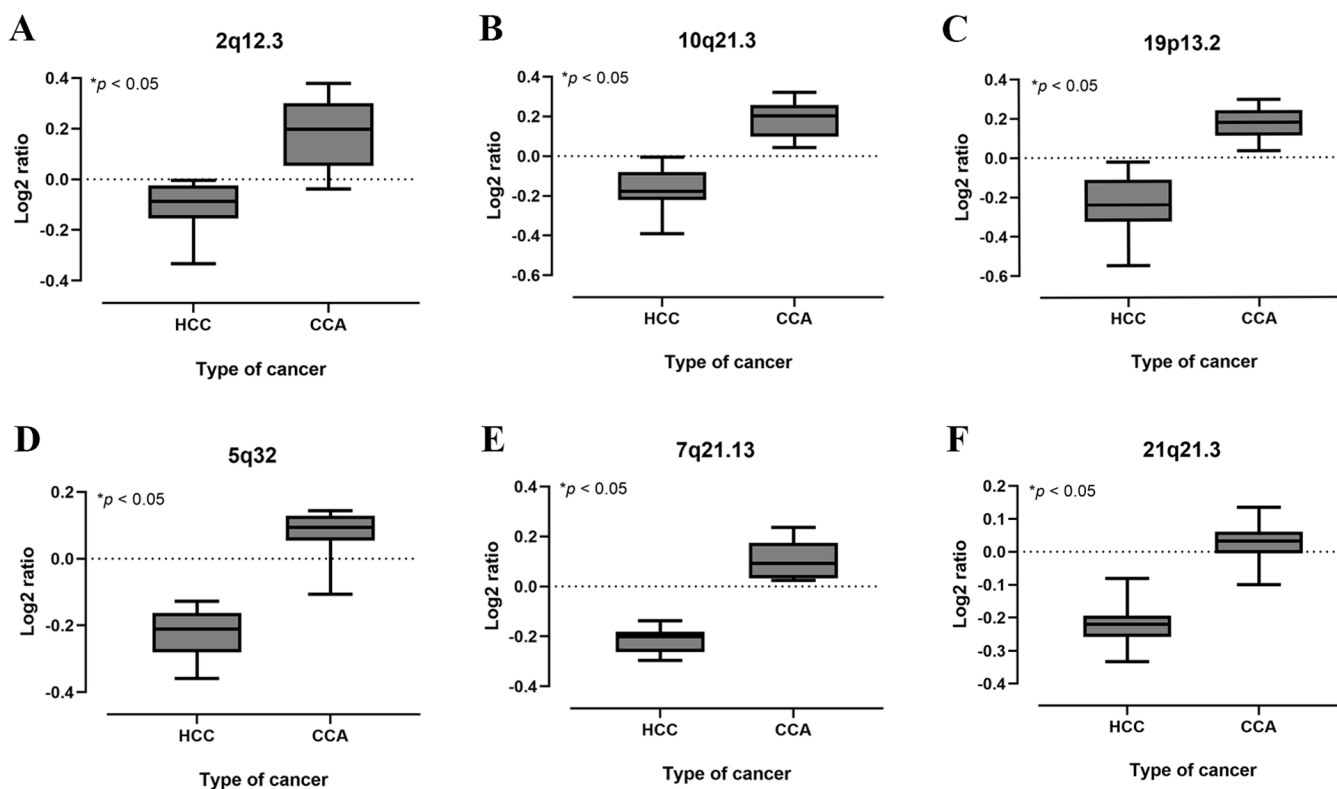 A
2q12.3
*p < 0.05
Log2 ratio
0.4
0.2
0.0
-0.2
-0.4
HCC CCA
Type of cancer
B
10q21.3
*p < 0.05
Log2 ratio
0.4
0.2
0.0
-0.2
-0.4
-0.6
HCC CCA
Type of cancer
C
19p13.2
*p < 0.05
Log2 ratio
0.4
0.2
0.0
-0.2
-0.4
-0.6
HCC CCA
Type of cancer
D
5q32
*p < 0.05
Log2 ratio
0.2
0.0
-0.2
-0.4
HCC CCA
Type of cancer
E
7q21.13
*p < 0.05
Log2 ratio
0.4
0.2
0.0
-0.2
-0.4
HCC CCA
Type of cancer
F
21q21.3
*p < 0.05
Log2 ratio
0.2
0.1
0.0
-0.1
-0.2
-0.3
-0.4
HCC CCA
Type of cancer